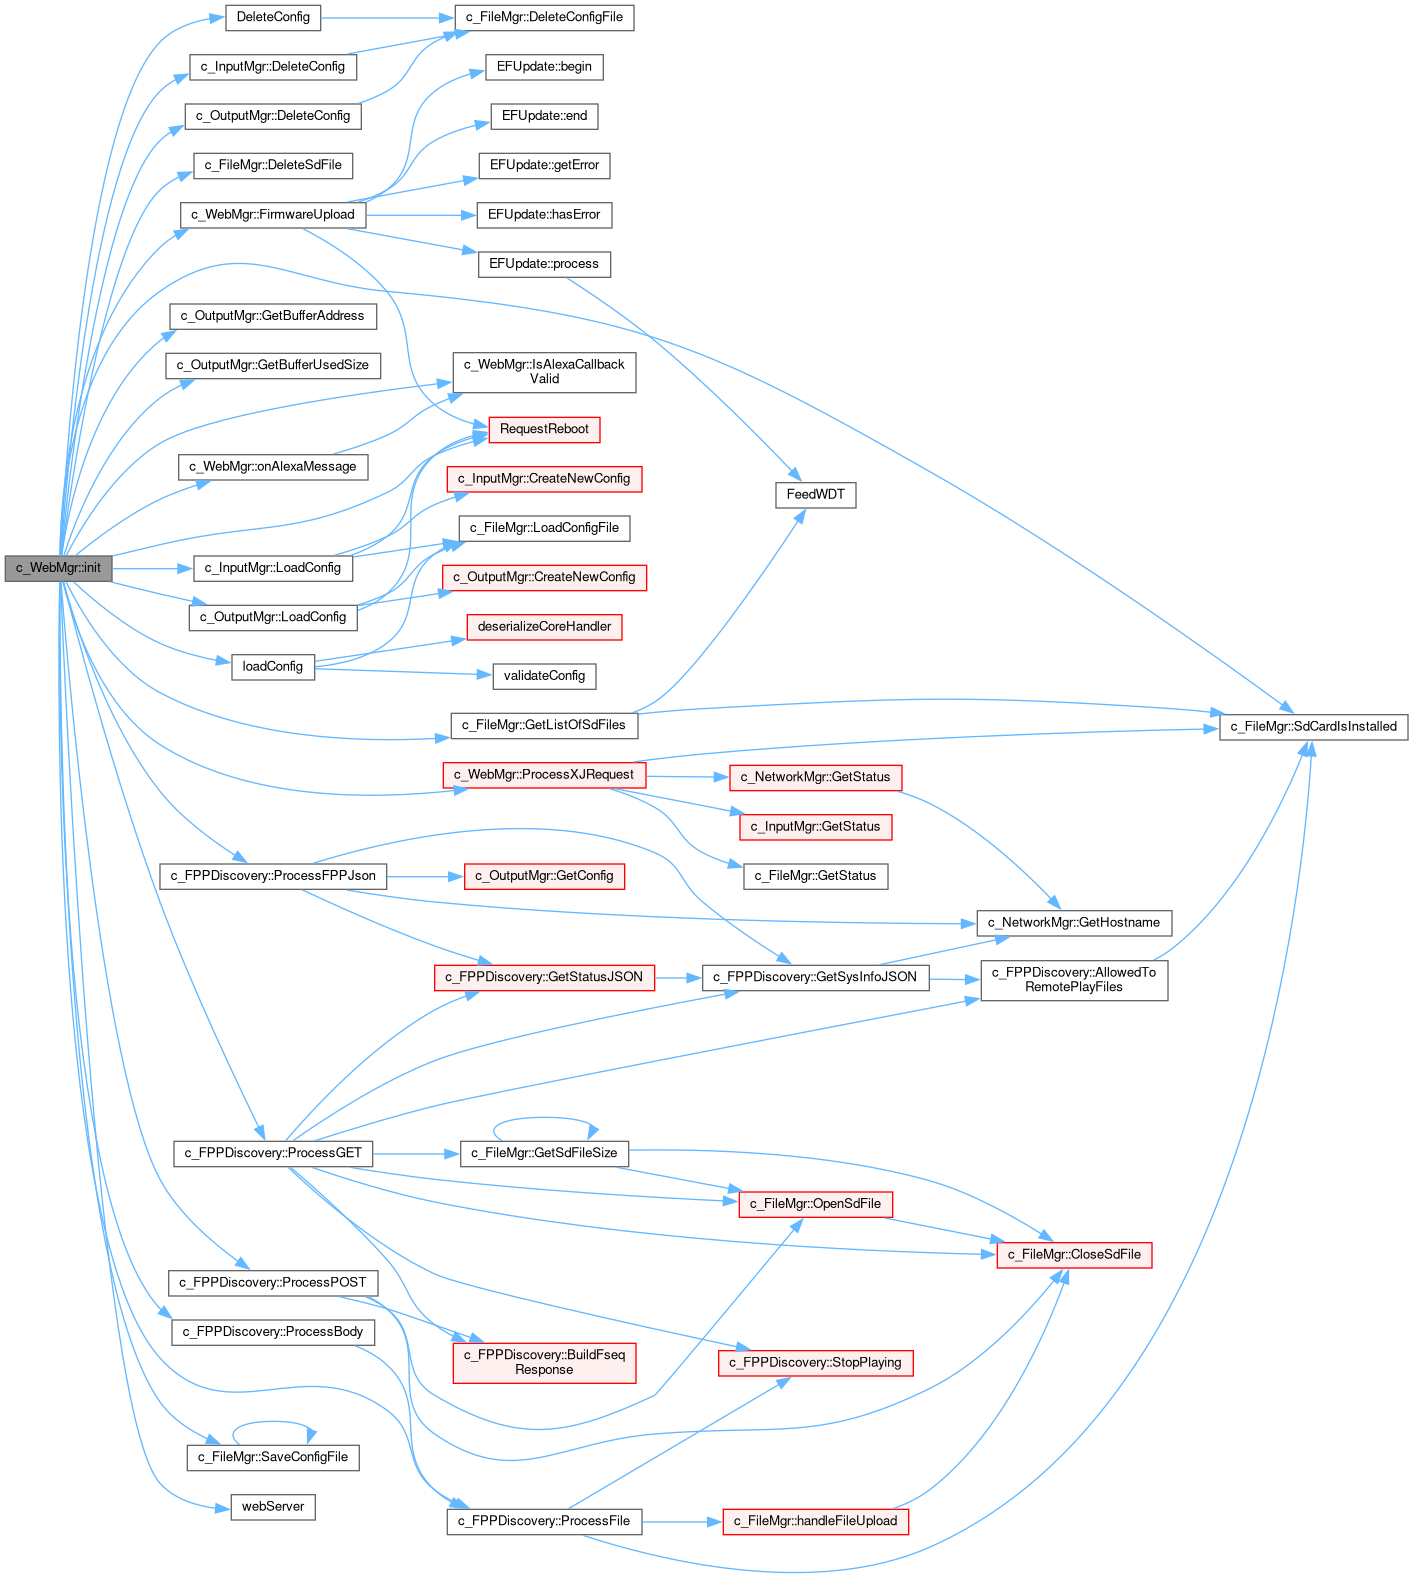 DeleteConfig
c_FileMgr::DeleteConfigFile
c_InputMgr::DeleteConfig
EFUpdate::begin
c_OutputMgr::DeleteConfig
EFUpdate::end
c_FileMgr::DeleteSdFile
EFUpdate::getError
c_WebMgr::FirmwareUpload
EFUpdate::hasError
EFUpdate::process
c_OutputMgr::GetBufferAddress
c_OutputMgr::GetBufferUsedSize
c_WebMgr::IsAlexaCallback
Valid
RequestReboot
c_WebMgr::onAlexaMessage
c_InputMgr::CreateNewConfig
FeedWDT
c_FileMgr::LoadConfigFile
c_WebMgr::init
c_InputMgr::LoadConfig
c_OutputMgr::CreateNewConfig
c_OutputMgr::LoadConfig
deserializeCoreHandler
loadConfig
validateConfig
c_FileMgr::GetListOfSdFiles
c_FileMgr::SdCardIsInstalled
c_WebMgr::ProcessXJRequest
c_NetworkMgr::GetStatus
c_InputMgr::GetStatus
c_FPPDiscovery::ProcessFPPJson
c_OutputMgr::GetConfig
c_FileMgr::GetStatus
c_NetworkMgr::GetHostname
c_FPPDiscovery::GetStatusJSON
c_FPPDiscovery::GetSysInfoJSON
c_FPPDiscovery::AllowedTo
RemotePlayFiles
c_FPPDiscovery::ProcessGET
c_FileMgr::GetSdFileSize
c_FileMgr::OpenSdFile
c_FileMgr::CloseSdFile
c_FPPDiscovery::ProcessPOST
c_FPPDiscovery::ProcessBody
c_FPPDiscovery::BuildFseq
Response
c_FPPDiscovery::StopPlaying
c_FileMgr::SaveConfigFile
webServer
c_FPPDiscovery::ProcessFile
c_FileMgr::handleFileUpload